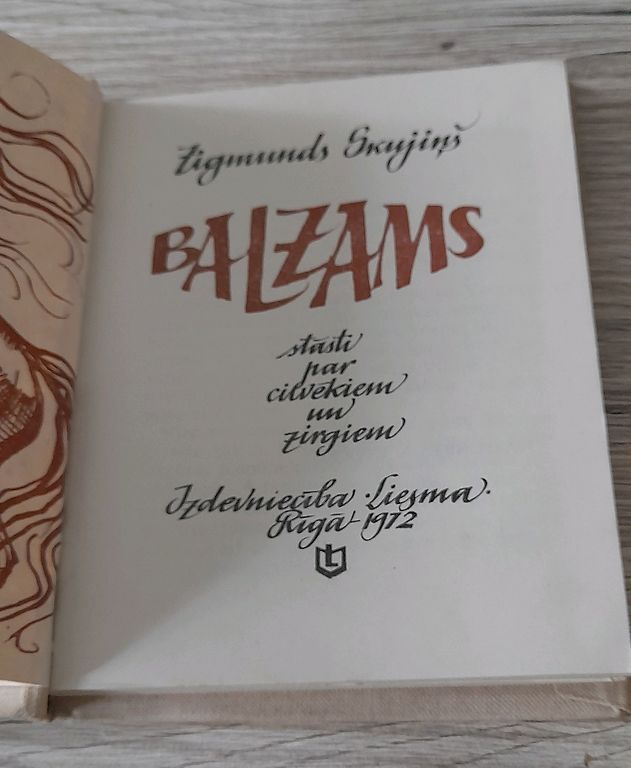 Zigmunds Skujiņš
BALZAMS
stāsti
par
cilvēkiem
un
zirgiem
Izdevniecība ·Liesma·
Rīgā 1972